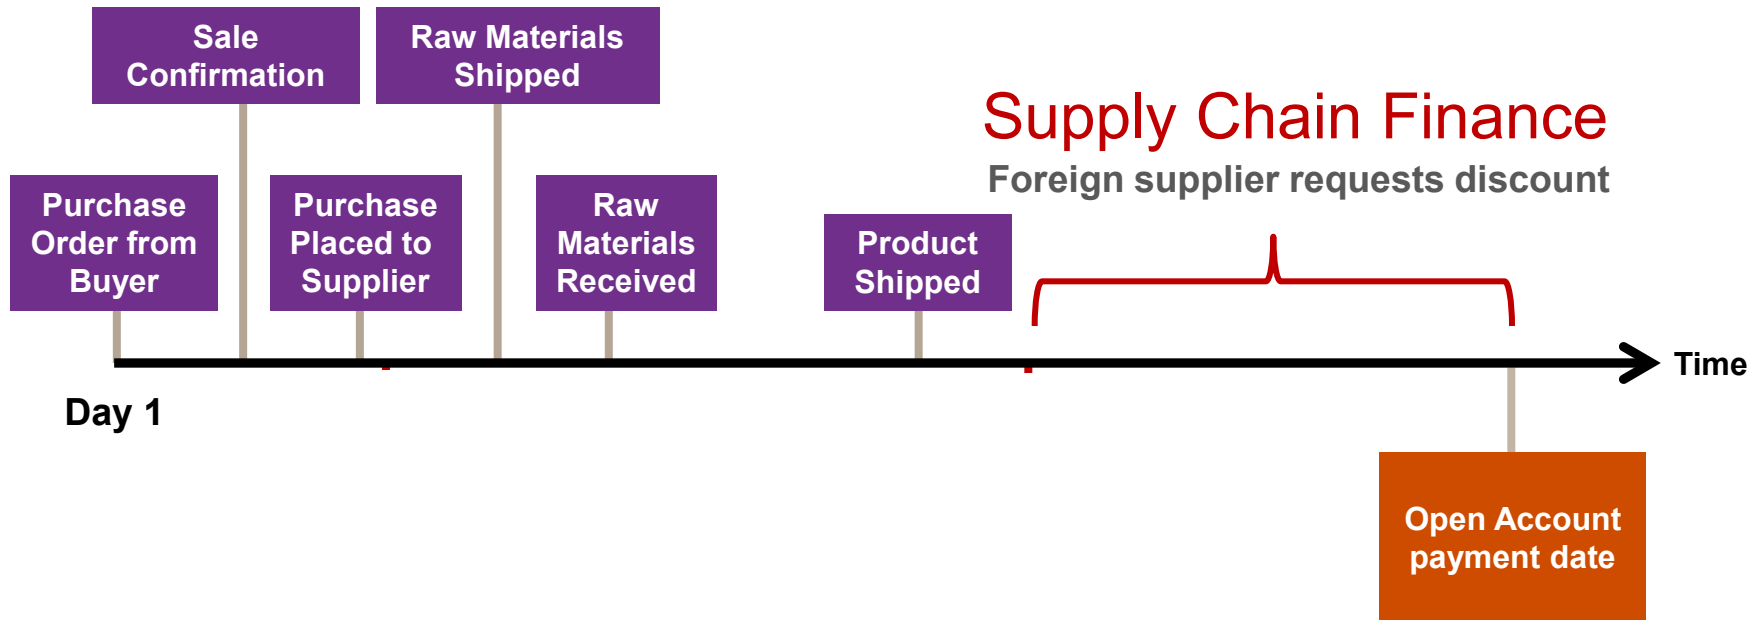 Sale
Confirmation
Raw Materials
Shipped
Supply Chain Finance
Foreign supplier requests discount
Purchase
Order from
Buyer
Purchase
Placed to
Supplier
Raw
Materials
Received
Product
Shipped
Time
Day 1
Open Account
payment date